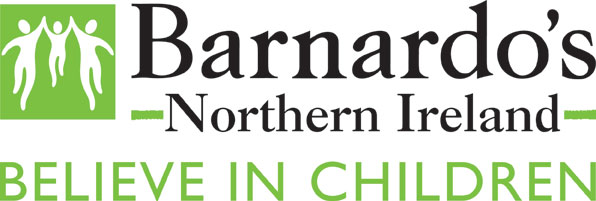 Barnardo's
Northern Ireland
BELIEVE IN CHILDREN